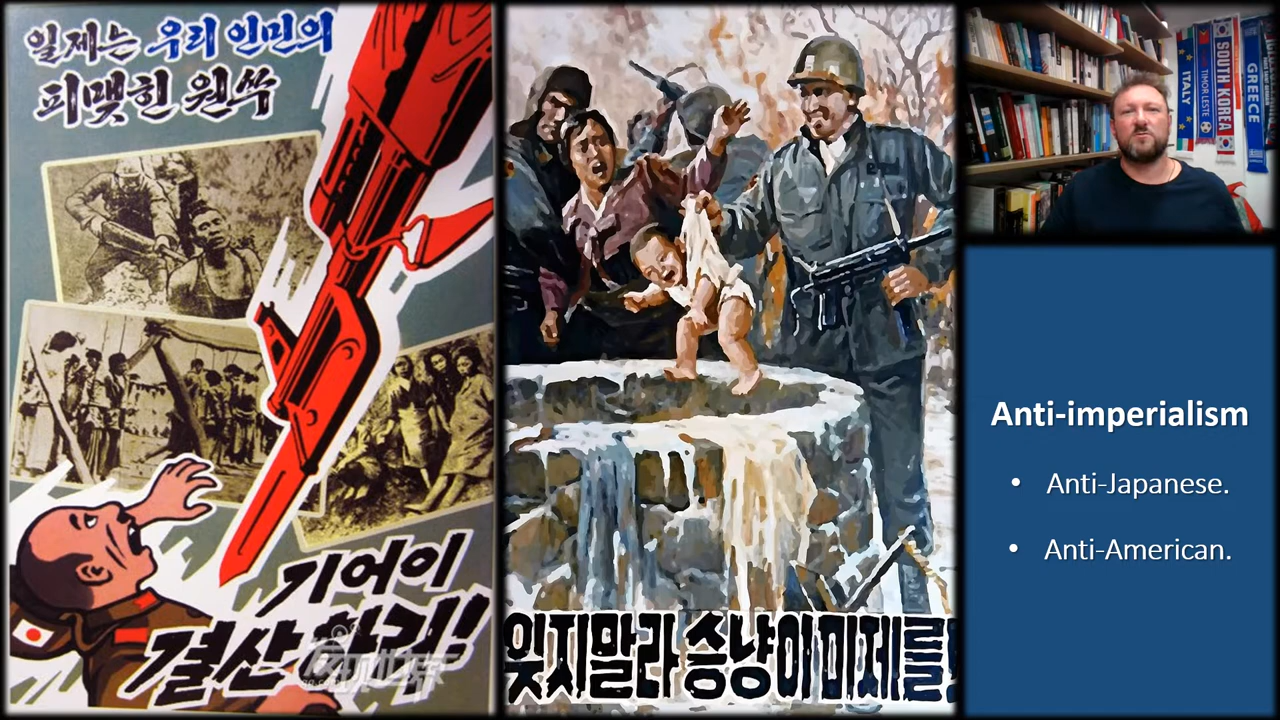 일제는 우리 인민의
피맺힌 원쑤
기어이
결산하리!
잊지말라 승냥이미제를!
ITALY
TIMOR LESTE
SOUTH KOREA
GREECE
Anti-imperialism
• Anti-Japanese.
• Anti-American.